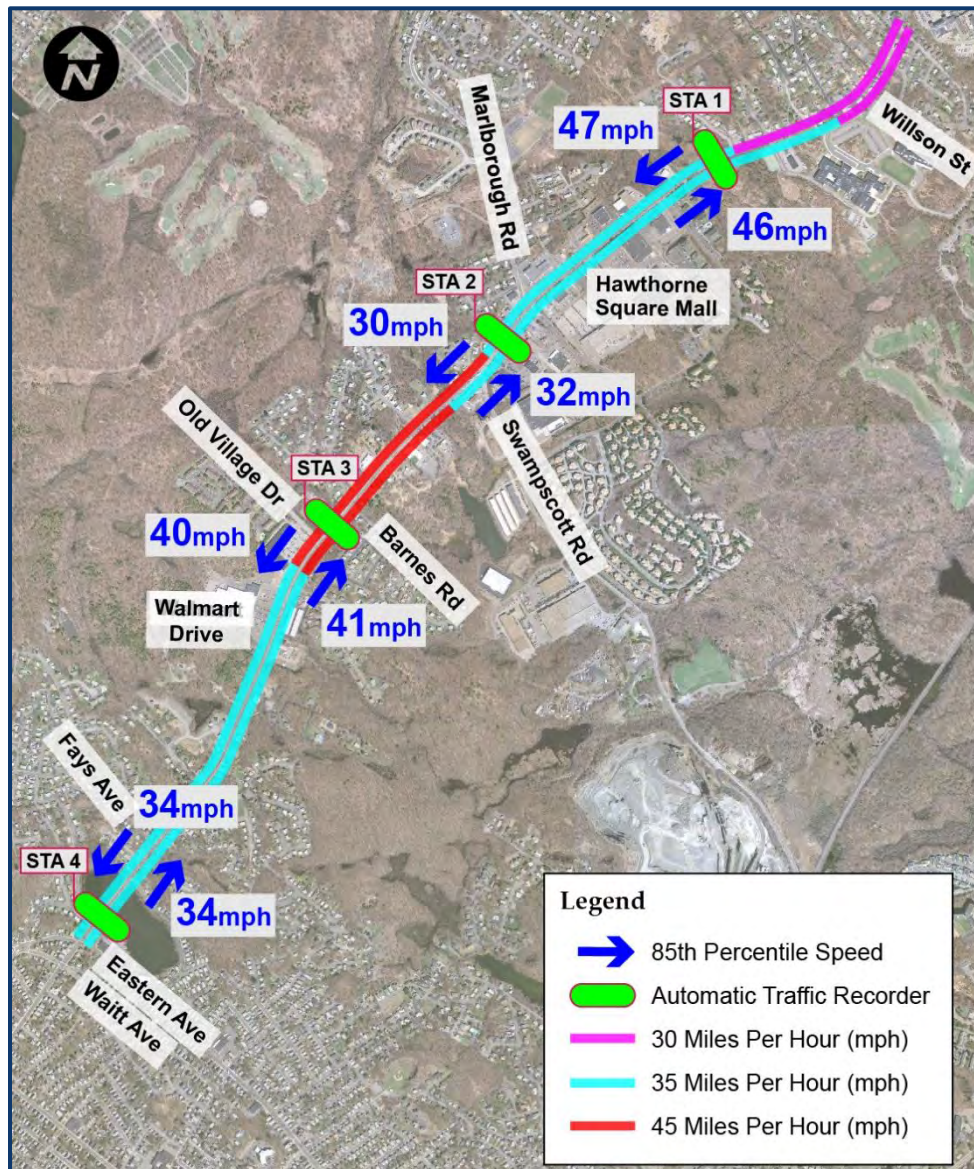 N
STA 1
47mph
Willson St
Marlborough Rd
46mph
Hawthorne
Square Mall
STA 2
30mph
32mph
Swampscott Rd
Old Village Dr
STA 3
40mph
Barnes Rd
Walmart
Drive
41mph
Fays Ave
34mph
STA 4
34mph
Eastern Ave
Waitt Ave
Legend
85th Percentile Speed
Automatic Traffic Recorder
30 Miles Per Hour (mph)
35 Miles Per Hour (mph)
45 Miles Per Hour (mph)